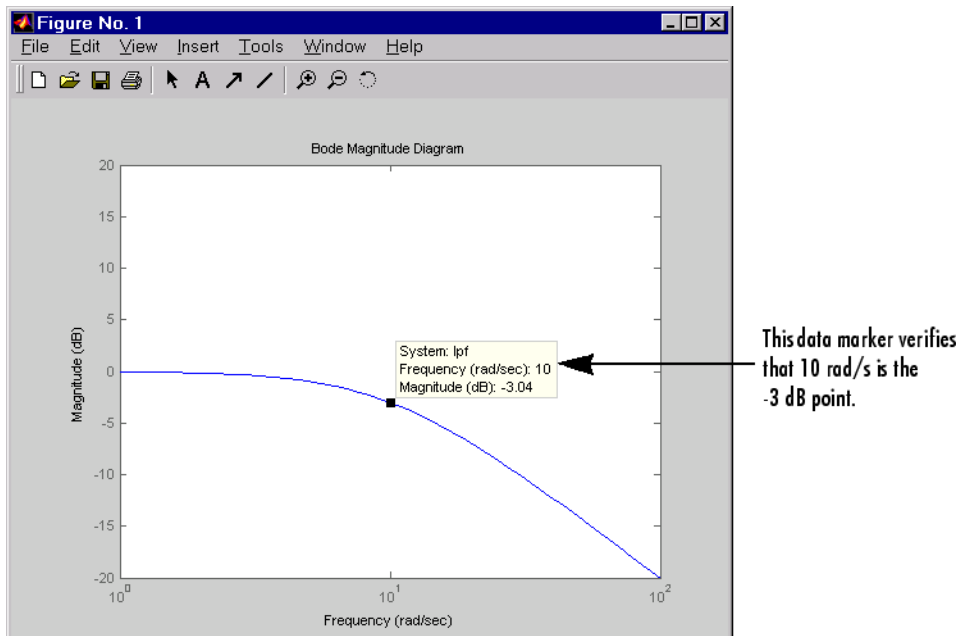 Figure No. 1
File Edit View Insert Tools Window Help
A
Bode Magnitude Diagram
20
15
10
5
0
-5
-10
-15
-20
Magnitude (dB)
System: lpf
Frequency (rad/sec): 10
Magnitude (dB): -3.04
This data marker verifies
that 10 rad/s is the
-3 dB point.
10^0 10^1 10^2
Frequency (rad/sec)